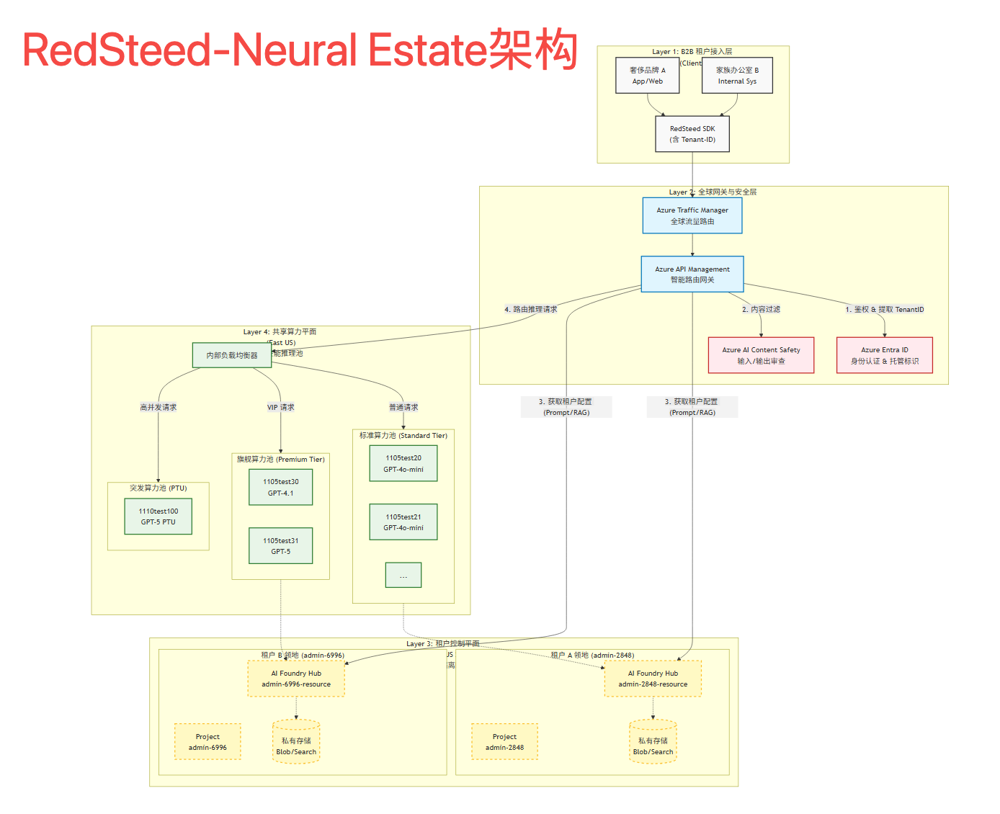 RedSteed-Neural Estate架构
Layer 1: B2B 租户接入层
(Client
奢侈品牌 A
App/Web
家族办公室 B
Internal Sys
RedSteed SDK
(含 Tenant-ID)
Layer 2: 全球网关与安全层
Azure Traffic Manager
全球流量路由
Azure API Management
智能路由网关
4. 路由推理请求
2. 内容过滤
1. 鉴权 & 提取 TenantID
Azure AI Content Safety
输入/输出审查
Azure Entra ID
身份认证 & 托管标识
3. 获取租户配置
(Prompt/RAG)
3. 获取租户配置
(Prompt/RAG)
Layer 4: 共享算力平面
(East US)
能推理池
内部负载均衡器
高并发请求
VIP 请求
普通请求
突发算力池 (PTU)
1110test100
GPT-5 PTU
旗舰算力池 (Premium Tier)
1105test30
GPT-4.1
1105test31
GPT-5
标准算力池 (Standard Tier)
1105test20
GPT-4o-mini
1105test21
GPT-4o-mini
...
Layer 3: 租户控制平面
US
离
租户 B 领地 (admin-6996)
AI Foundry Hub
admin-6996-resource
Project
admin-6996
私有存储
Blob/Search
租户 A 领地 (admin-2848)
AI Foundry Hub
admin-2848-resource
Project
admin-2848
私有存储
Blob/Search